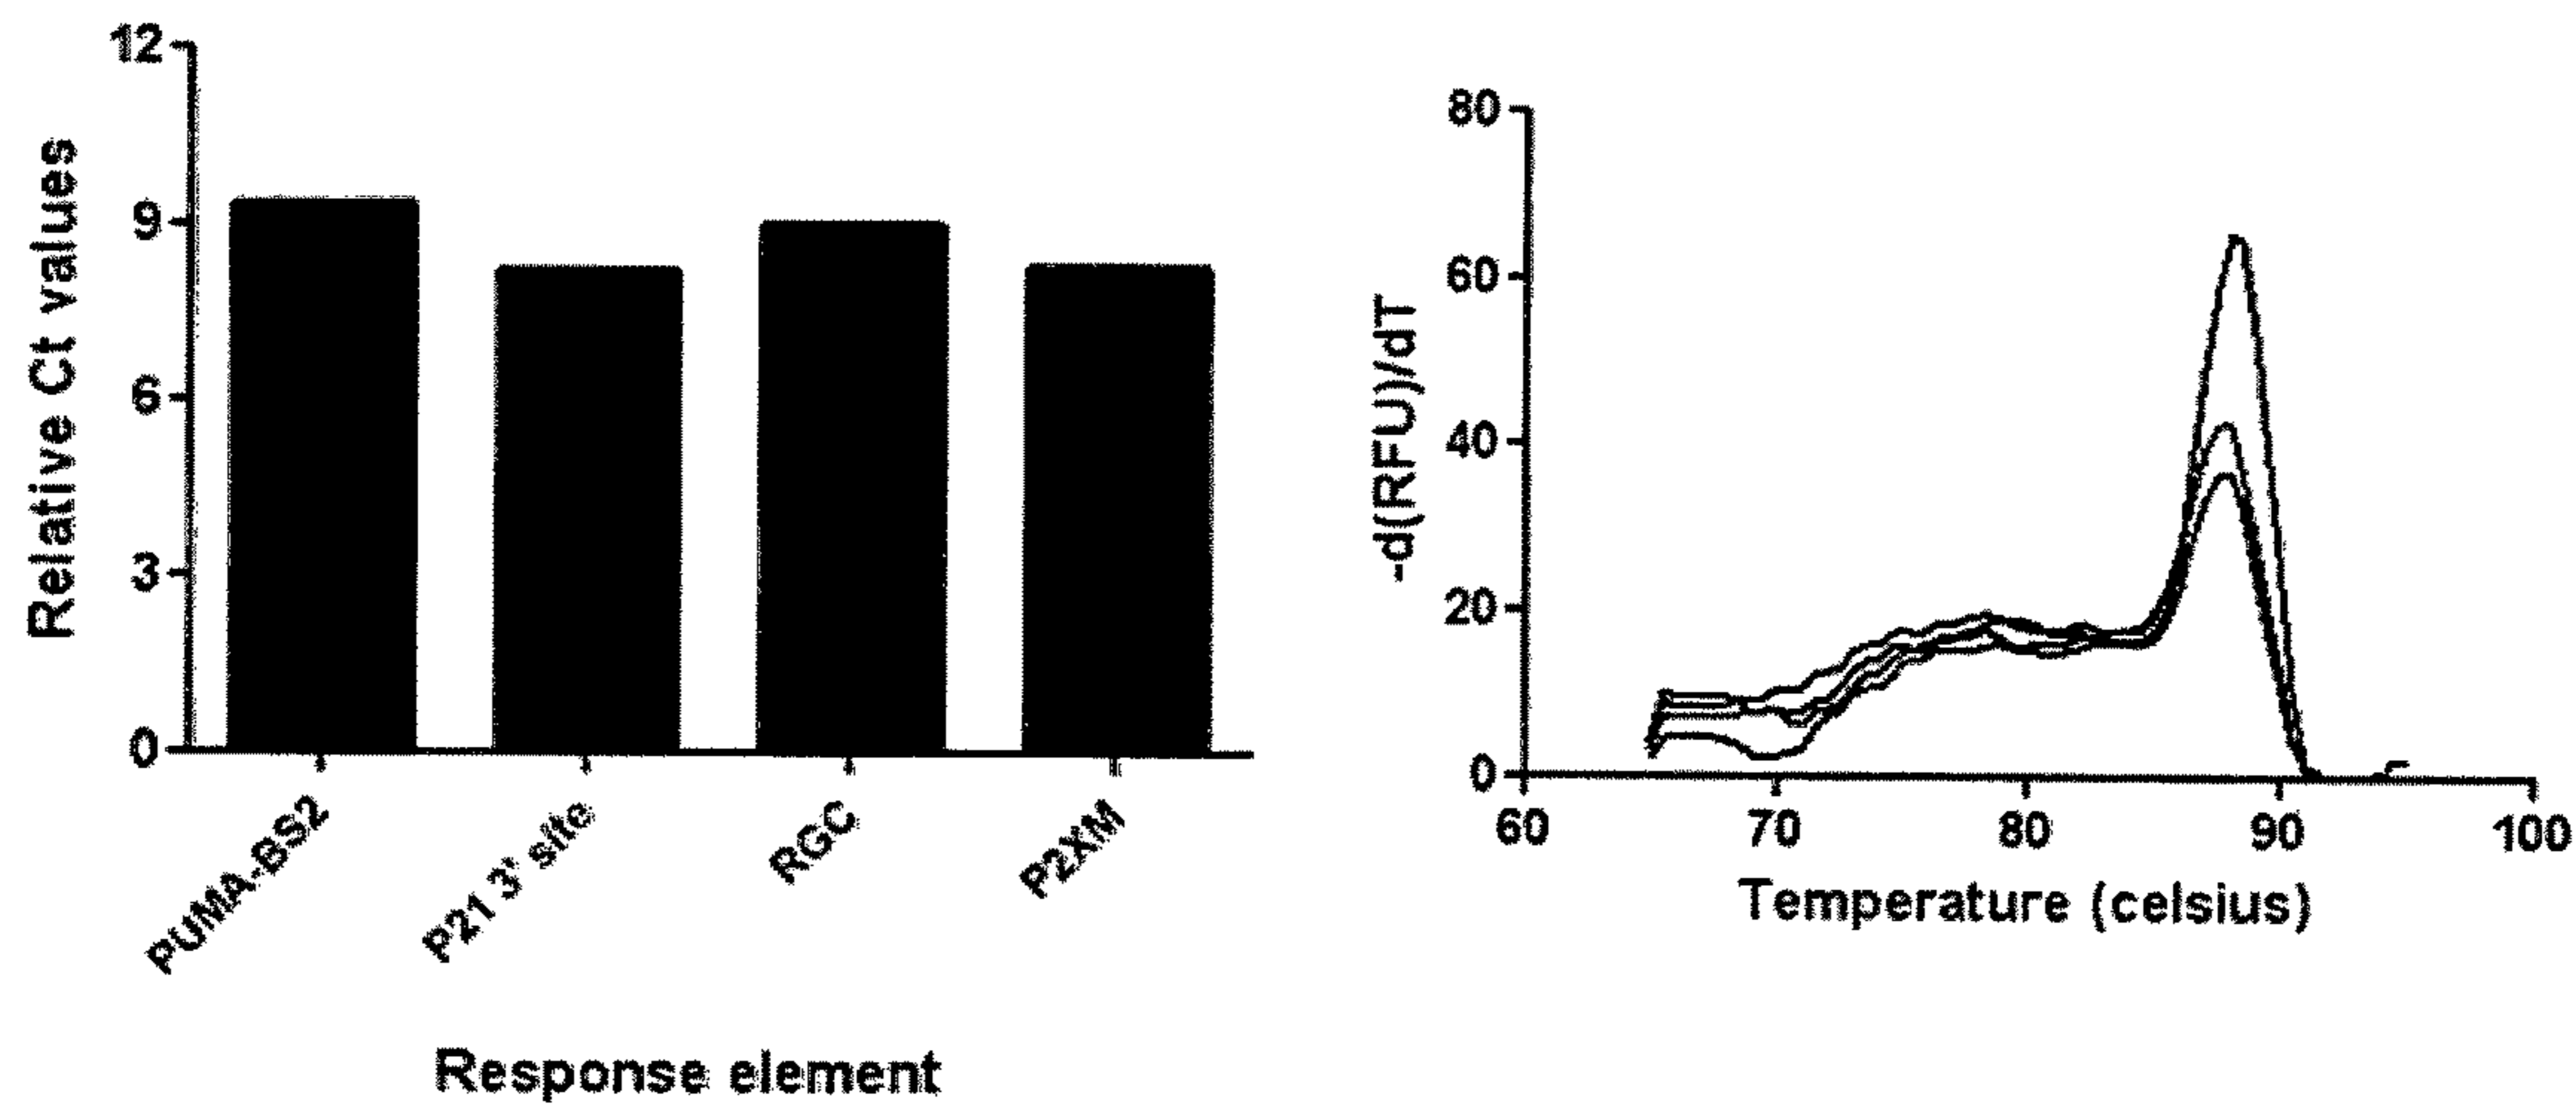 Relative Ct values
12
9
6
3
0
PUMA-BS2
P21 3' site
RGC
P2XM
Response element
-d(RFU)/dT
80
60
40
20
0
60 70 80 90 100
Temperature (celsius)